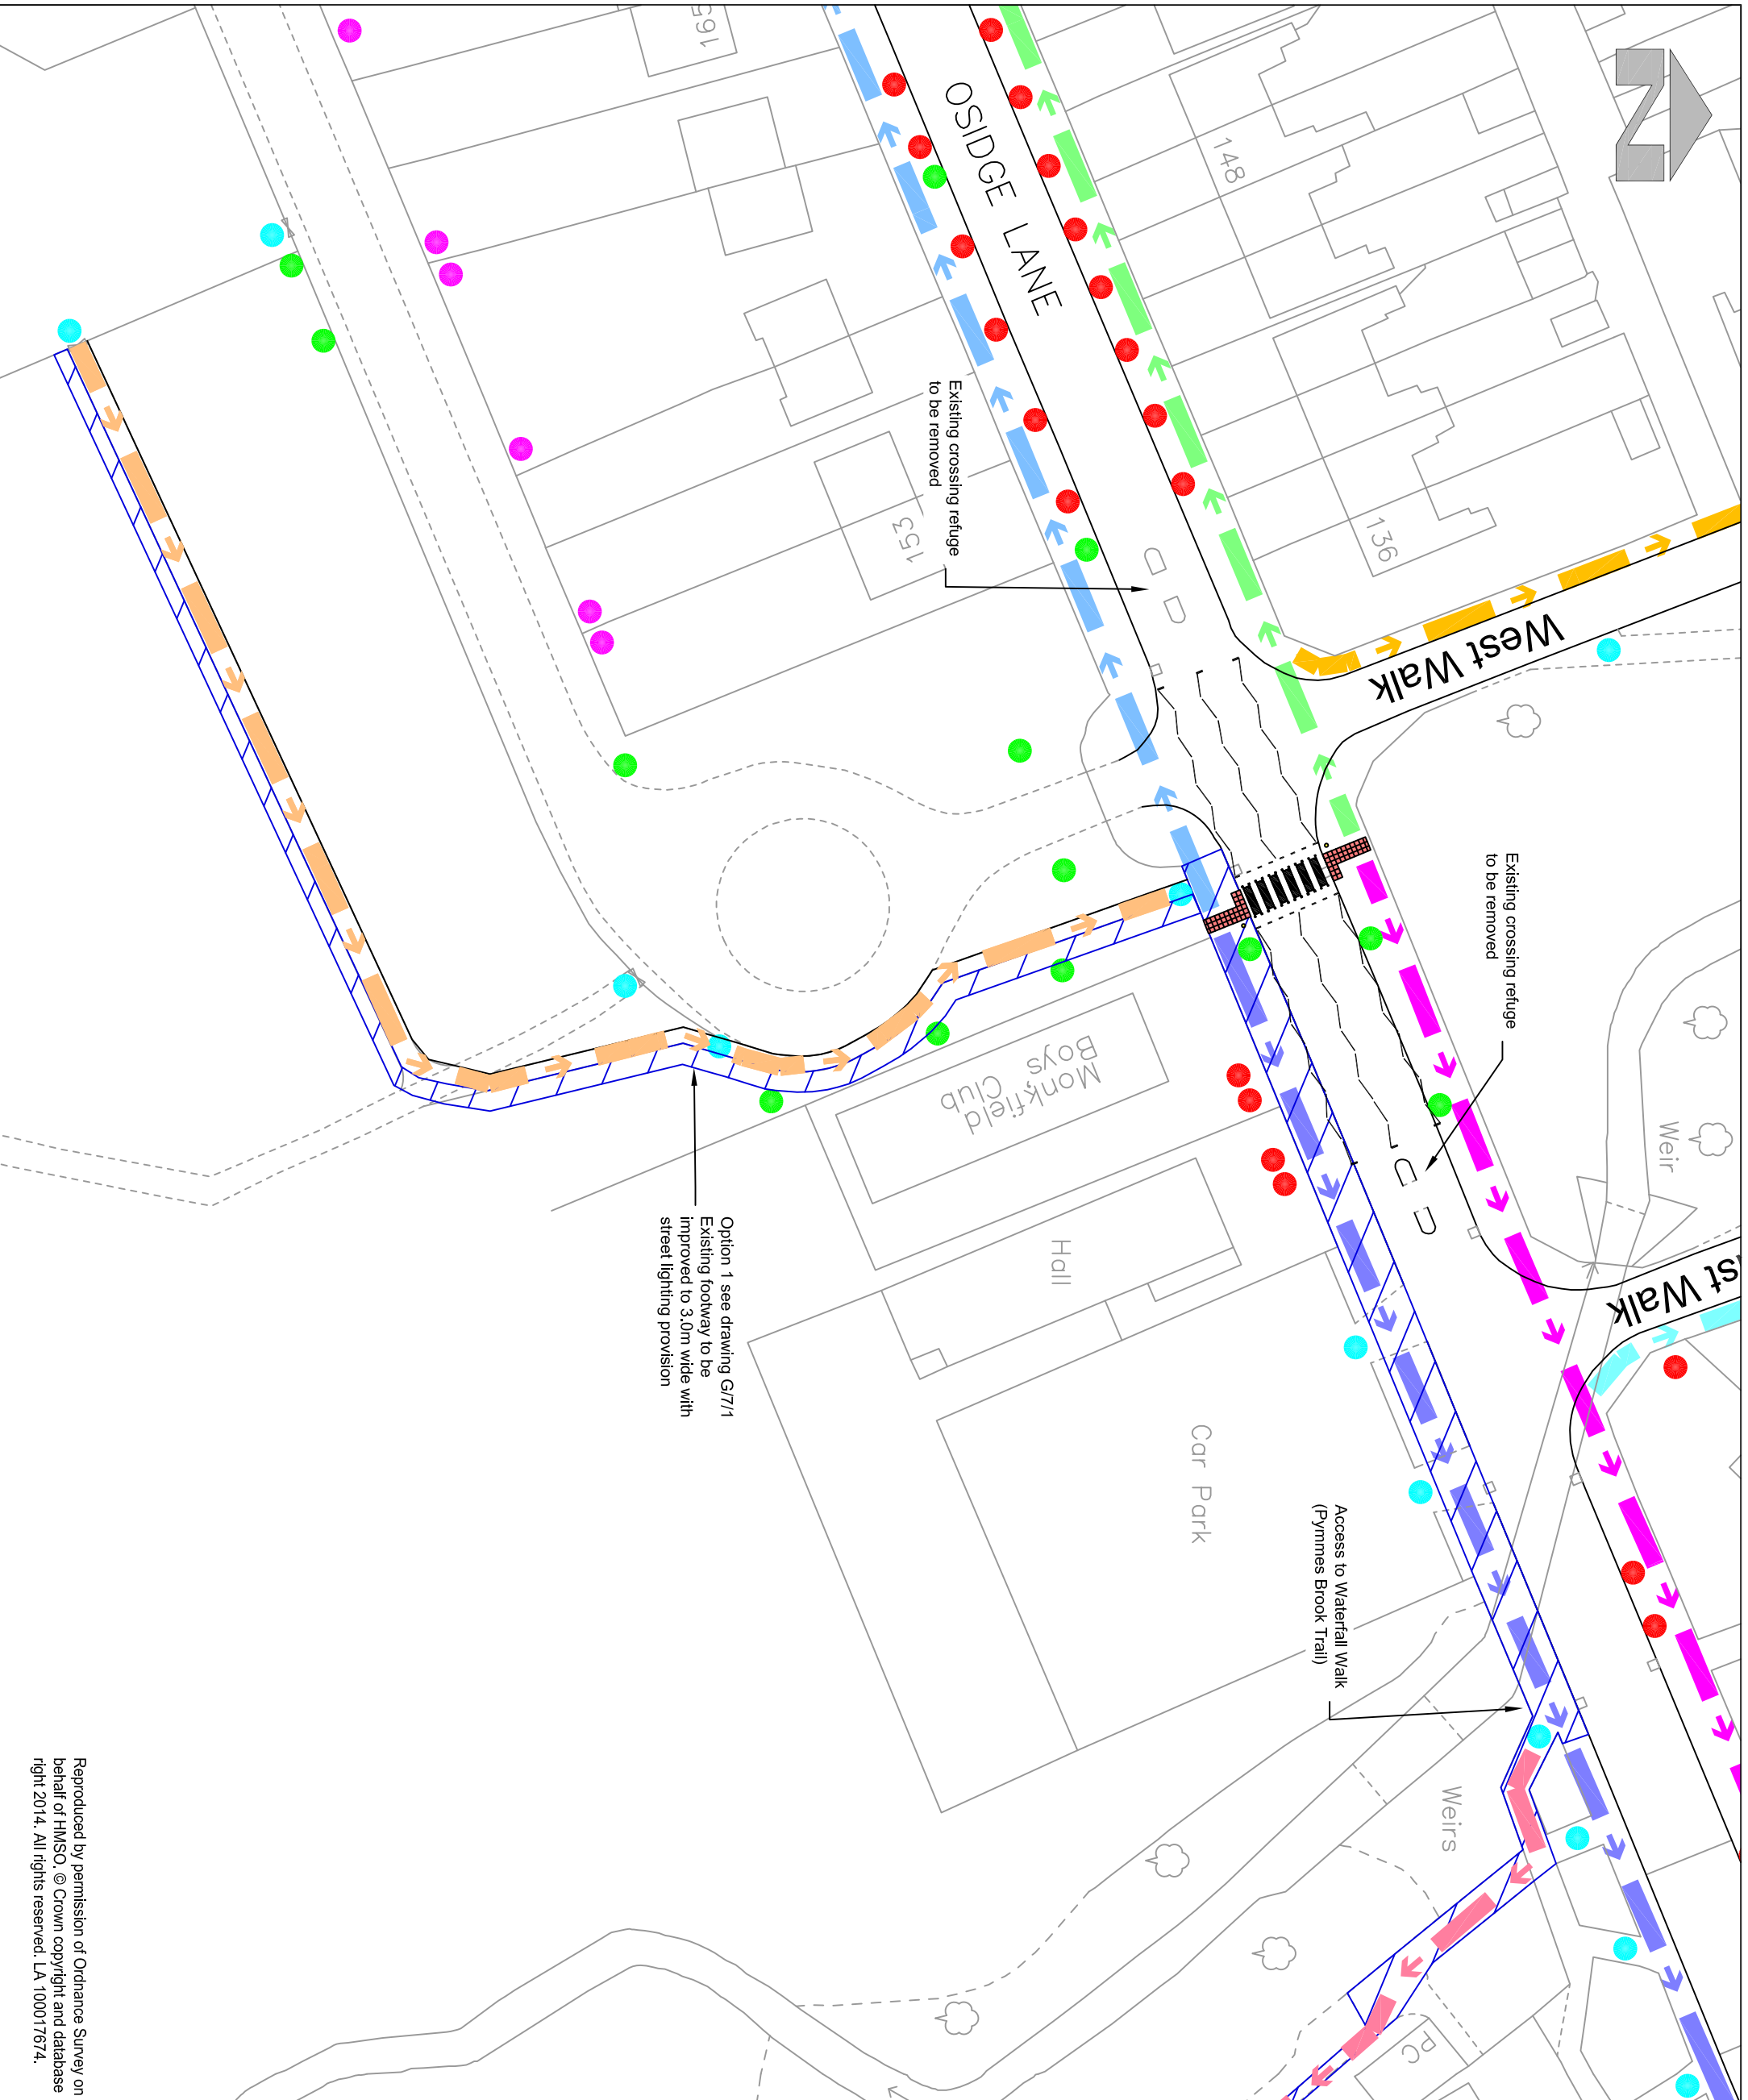 N
165
OSIDGE LANE
148
136
153
Existing crossing refuge
to be removed
West Walk
Existing crossing refuge
to be removed
Weir
st Walk
Monkfield
Boys
Club
Hall
Option 1 see drawing G/7/1
Existing footway to be
improved to 3.0m wide with
street lighting provision
Car Park
Access to Waterfall Walk
(Pymmes Brook Trail)
Weirs
PC
Reproduced by permission of Ordnance Survey on
behalf of HMSO. © Crown copyright and database
right 2014. All rights reserved. LA 100017674.